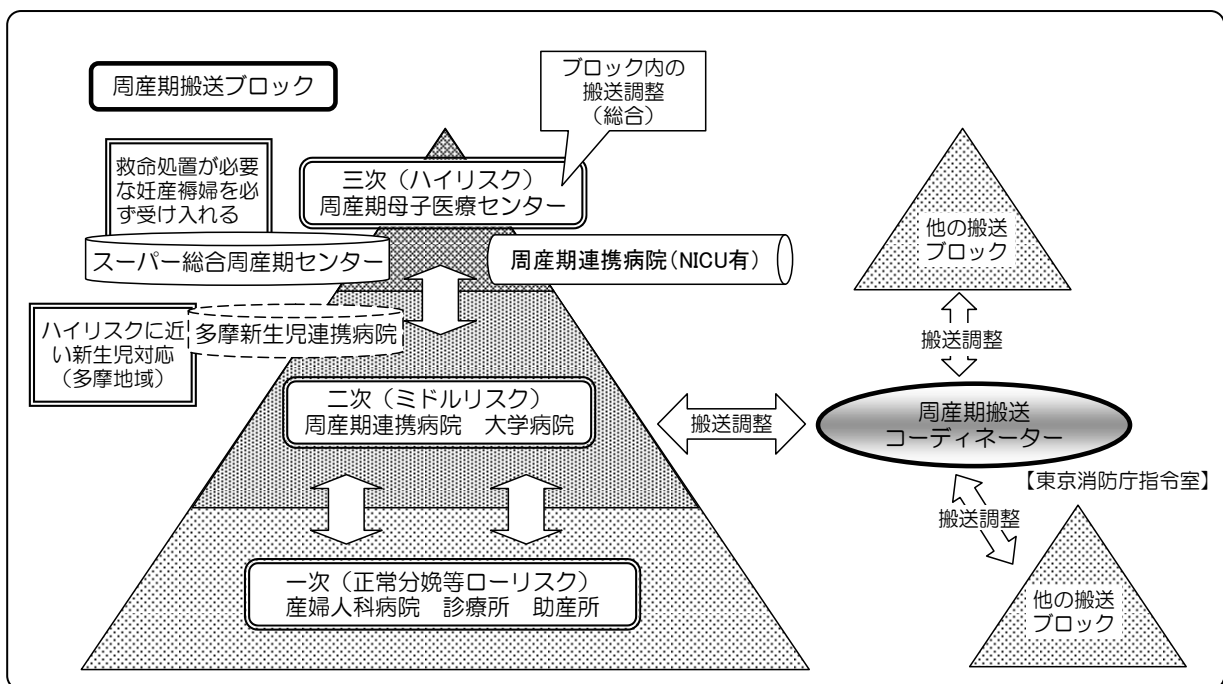 周産期搬送ブロック
ブロック内の
搬送調整
（総合）
救命処置が必要
な妊産褥婦を必
ず受け入れる
三次（ハイリスク）
周産期母子医療センター
スーパー総合周産期センター
周産期連携病院（NICU有）
ハイリスクに近
い新生児対応
（多摩地域）
多摩新生児連携病院
二次（ミドルリスク）
周産期連携病院　大学病院
一次（正常分娩等ローリスク）
産婦人科病院　診療所　助産所
搬送調整
他の搬送
ブロック
搬送調整
周産期搬送
コーディネーター
【東京消防庁指令室】
搬送調整
他の搬送
ブロック